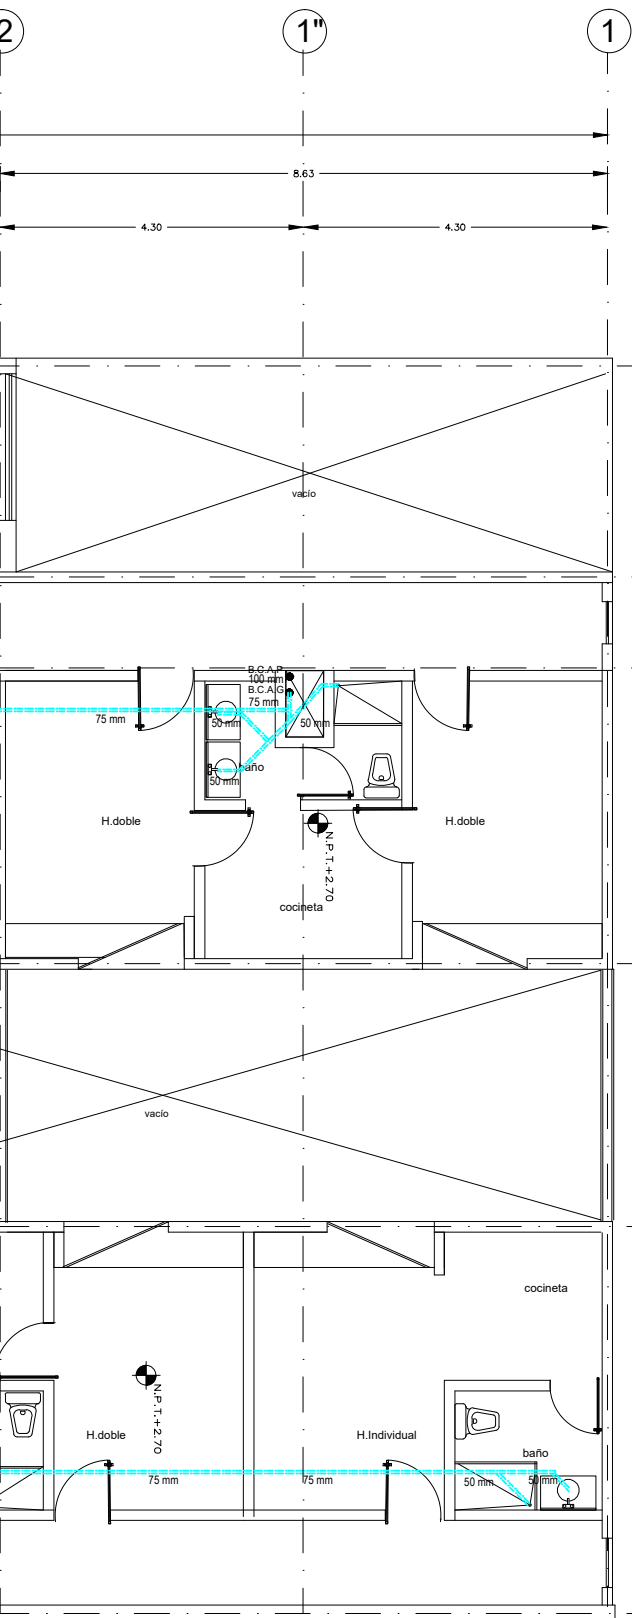 2
1"
1
8.63
4.30
4.30
vacío
B.C.A.P
100 mm
B.C.A.G
75 mm
75 mm
50 mm
50 mm
baño
50 mm
H.doble
H.doble
N.P.T.+2.70
cocineta
vacío
cocineta
N.P.T.+2.70
H.doble
H.Individual
baño
75 mm
75 mm
50 mm
50 mm